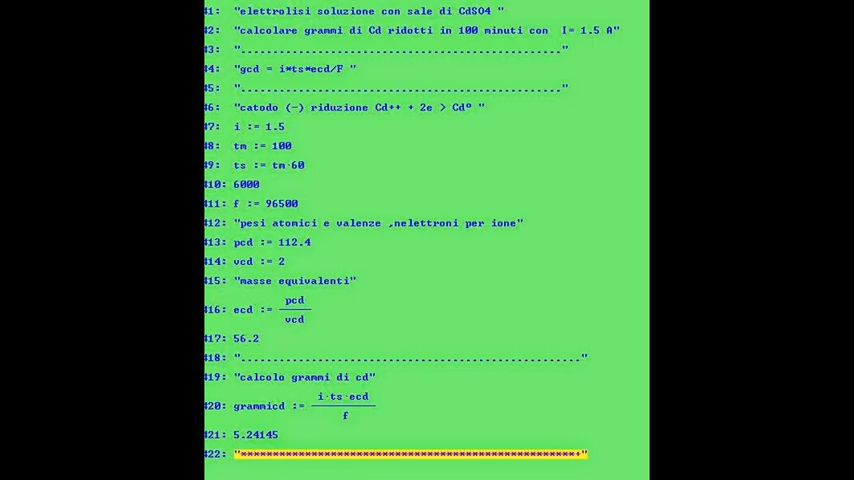 #1: "elettrolisi soluzione con sale di CdSO4 "
#2: "calcolare grammi di Cd ridotti in 100 minuti con I= 1.5 A"
#3: ".................................................."
#4: "gcd = i*ts*ecd/F "
#5: ".................................................."
#6: "catodo (-) riduzione Cd++ + 2e > Cd° "
#7: i := 1.5
#8: tm := 100
#9: ts := tm·60
#10: 6000
#11: f := 96500
#12: "pesi atomici e valenze ,nelettroni per ione"
#13: pcd := 112.4
#14: vcd := 2
#15: "masse equivalenti"
#16: ecd := pcd / vcd
#17: 56.2
#18: "....................................................."
#19: "calcolo grammi di cd"
#20: grammicd := i·ts·ecd / f
#21: 5.24145
#22: "****************************************************+"